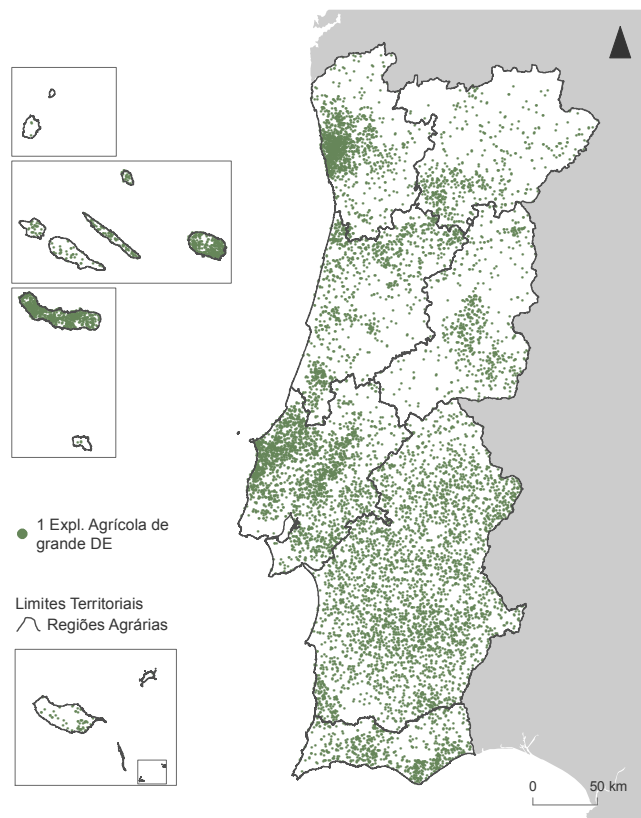 1 Expl. Agrícola de
grande DE
Limites Territoriais
Regiões Agrárias
0 50 km